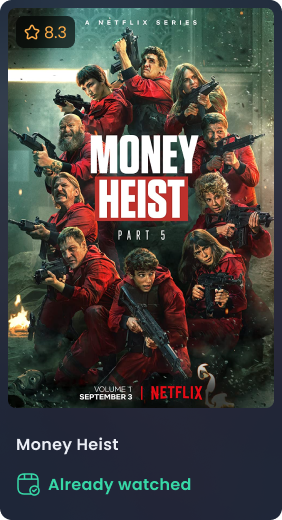 8.3
A NETFLIX SERIES
MONEY
HEIST
PART 5
VOLUME 1
SEPTEMBER 3
NETFLIX
Money Heist
Already watched